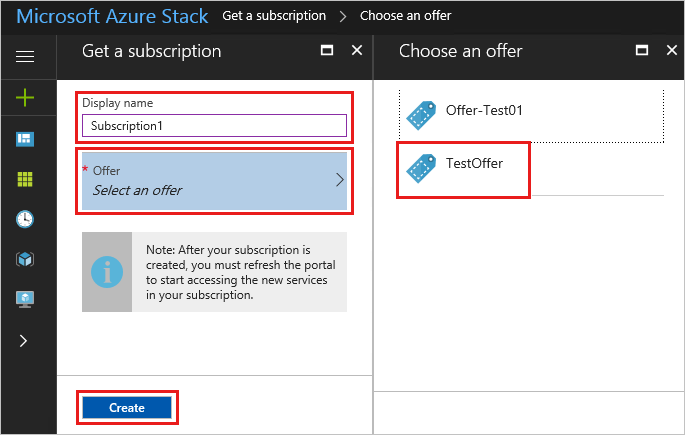 Microsoft Azure Stack Get a subscription > Choose an offer
Get a subscription
Display name
Subscription1
* Offer
Select an offer
Note: After your subscription is
created, you must refresh the portal
to start accessing the new services
in your subscription.
Create
Choose an offer
Offer-Test01
TestOffer